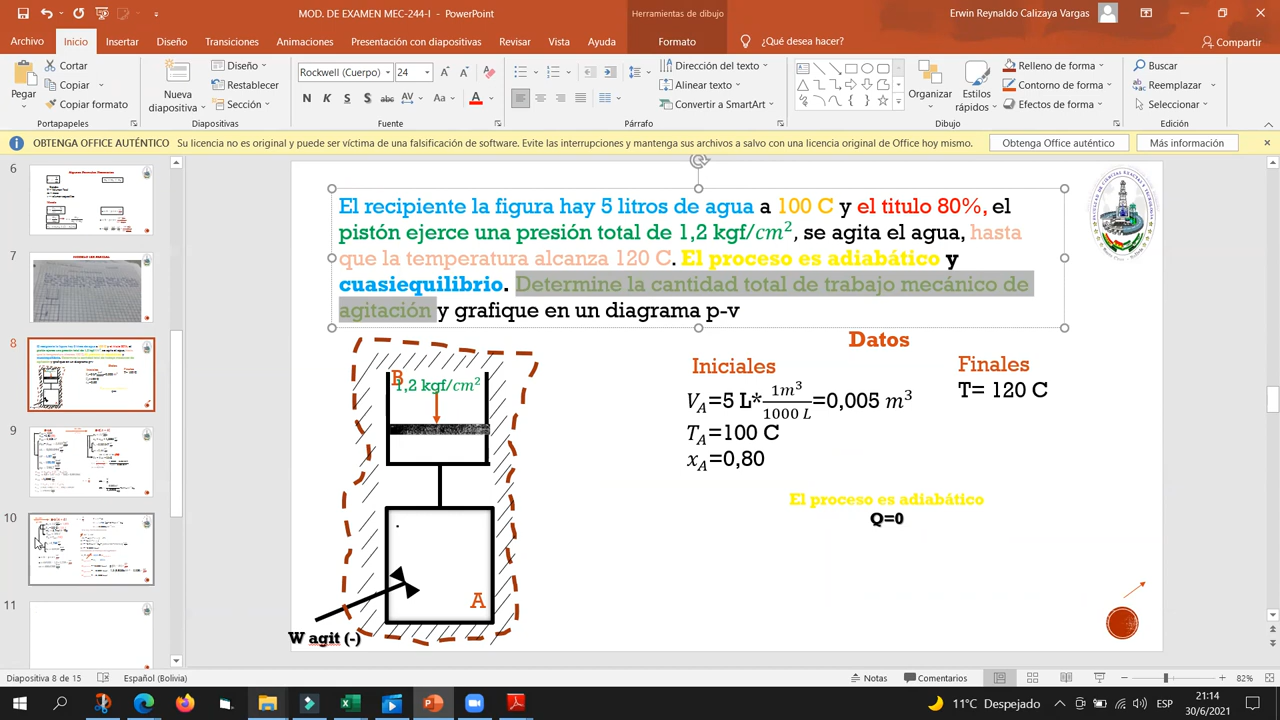 MOD. DE EXAMEN MEC-244-I - PowerPoint
Herramientas de dibujo
Erwin Reynaldo Calizaya Vargas
Archivo Inicio Insertar Diseño Transiciones Animaciones Presentación con diapositivas Revisar Vista Ayuda Formato ¿Qué desea hacer? Compartir
Pegar
Cortar
Copiar
Copiar formato
Portapapeles
Nueva diapositiva
Diseño
Restablecer
Sección
Diapositivas
Rockwell (Cuerpo) 24
N K S S abc AV Aa A
Fuente
Dirección del texto
Alinear texto
Convertir a SmartArt
Párrafo
Organizar
Estilos rápidos
Relleno de forma
Contorno de forma
Efectos de forma
Dibujo
Buscar
Reemplazar
Seleccionar
Edición
OBTENGA OFFICE AUTÉNTICO Su licencia no es original y puede ser víctima de una falsificación de software. Evite las interrupciones y mantenga sus archivos a salvo con una licencia original de Office hoy mismo. Obtenga Office auténtico Más información
6
7
8
9
10
11
El recipiente la figura hay 5 litros de agua a 100 C y el titulo 80%, el
pistón ejerce una presión total de 1,2 kgf/cm², se agita el agua, hasta
que la temperatura alcanza 120 C. El proceso es adiabático y
cuasiequilibrio. Determine la cantidad total de trabajo mecánico de
agitación y grafique en un diagrama p-v
Datos
Iniciales
Finales
V_A=5 L*1m³/1000 L=0,005 m³
T= 120 C
T_A=100 C
x_A=0,80
El proceso es adiabático
Q=0
B
1,2 kgf/cm²
A
W agit (-)
Diapositiva 8 de 15 Español (Bolivia) Notas Comentarios 82%
11°C Despejado ESP 21:14
30/6/2021